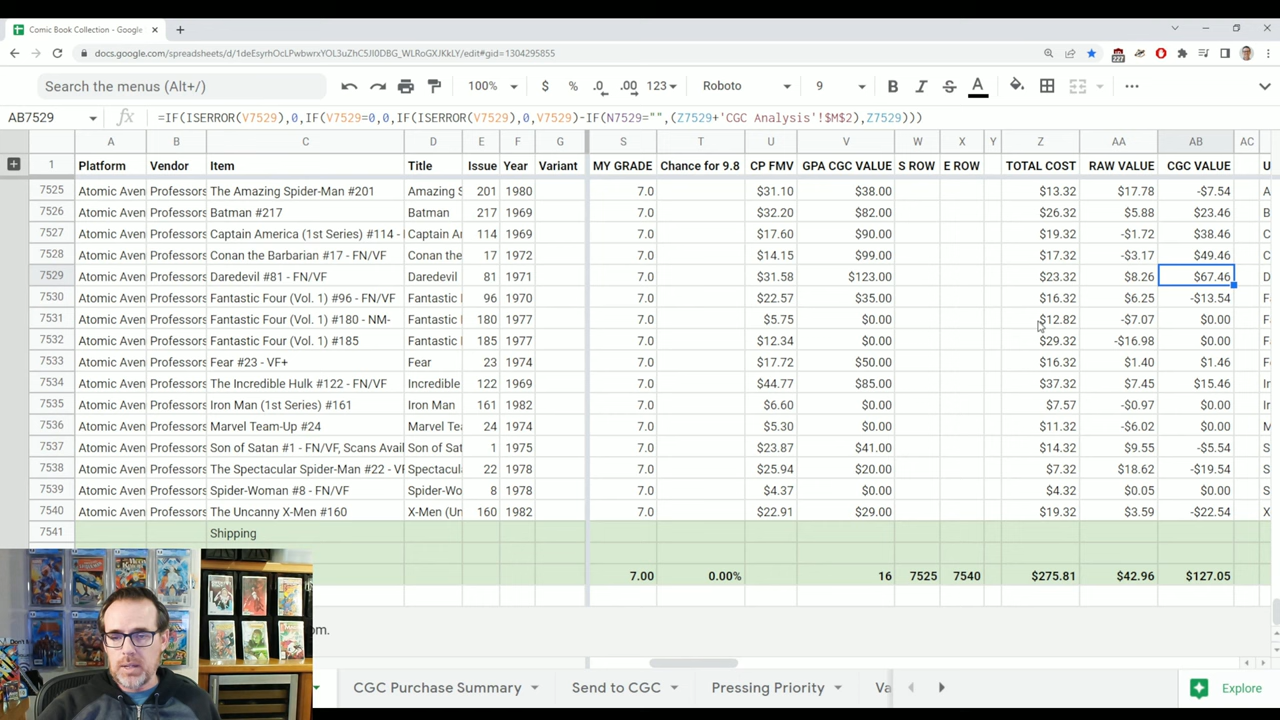 Comic Book Collection - Google
docs.google.com/spreadsheets/d/1deEsyrhOcLPwbwrxYOL3uZhC5JI0DBG_WLRoGXJKkLY/edit#gid=1304295855
227
Search the menus (Alt+/) 100% $ % .0 .00 123 Roboto 9 B I S A
AB7529 fx =IF(ISERROR(V7529),0,IF(V7529=0,0,IF(ISERROR(V7529),0,V7529)-IF(N7529="",(Z7529+'CGC Analysis'!$M$2),Z7529)))
A B C D E F G S T U V W X Y Z AA AB AC
1 Platform Vendor Item Title Issue Year Variant MY GRADE Chance for 9.8 CP FMV GPA CGC VALUE S ROW E ROW TOTAL COST RAW VALUE CGC VALUE U
7525 Atomic Aven Professors The Amazing Spider-Man #201 Amazing S 201 1980 7.0 $31.10 $38.00 $13.32 $17.78 -$7.54 A
7526 Atomic Aven Professors Batman #217 Batman 217 1969 7.0 $32.20 $82.00 $26.32 $5.88 $23.46 B
7527 Atomic Aven Professors Captain America (1st Series) #114 - Captain Ar 114 1969 7.0 $17.60 $90.00 $19.32 -$1.72 $38.46 C
7528 Atomic Aven Professors Conan the Barbarian #17 - FN/VF Conan the 17 1972 7.0 $14.15 $99.00 $17.32 -$3.17 $49.46 C
7529 Atomic Aven Professors Daredevil #81 - FN/VF Daredevil 81 1971 7.0 $31.58 $123.00 $23.32 $8.26 $67.46 D
7530 Atomic Aven Professors Fantastic Four (Vol. 1) #96 - FN/VF Fantastic 96 1970 7.0 $22.57 $35.00 $16.32 $6.25 -$13.54 F
7531 Atomic Aven Professors Fantastic Four (Vol. 1) #180 - NM- Fantastic 180 1977 7.0 $5.75 $0.00 $12.82 -$7.07 $0.00 F
7532 Atomic Aven Professors Fantastic Four (Vol. 1) #185 Fantastic 185 1977 7.0 $12.34 $0.00 $29.32 -$16.98 $0.00 F
7533 Atomic Aven Professors Fear #23 - VF+ Fear 23 1974 7.0 $17.72 $50.00 $16.32 $1.40 $1.46 F
7534 Atomic Aven Professors The Incredible Hulk #122 - FN/VF Incredible 122 1969 7.0 $44.77 $85.00 $37.32 $7.45 $15.46 In
7535 Atomic Aven Professors Iron Man (1st Series) #161 Iron Man 161 1982 7.0 $6.60 $0.00 $7.57 -$0.97 $0.00 Ir
7536 Atomic Aven Professors Marvel Team-Up #24 Marvel Te 24 1974 7.0 $5.30 $0.00 $11.32 -$6.02 $0.00 M
7537 Atomic Aven Professors Son of Satan #1 - FN/VF, Scans Avail Son of Sat 1 1975 7.0 $23.87 $41.00 $14.32 $9.55 -$5.54 S
7538 Atomic Aven Professors The Spectacular Spider-Man #22 - VF Spectacul 22 1978 7.0 $25.94 $20.00 $7.32 $18.62 -$19.54 S
7539 Atomic Aven Professors Spider-Woman #8 - FN/VF Spider-Wo 8 1978 7.0 $4.37 $0.00 $4.32 $0.05 $0.00 S
7540 Atomic Aven Professors The Uncanny X-Men #160 X-Men (Un 160 1982 7.0 $22.91 $29.00 $19.32 $3.59 -$22.54 X
7541 Shipping
7.00 0.00% 16 7525 7540 $275.81 $42.96 $127.05
om.
CGC Purchase Summary Send to CGC Pressing Priority Va Explore